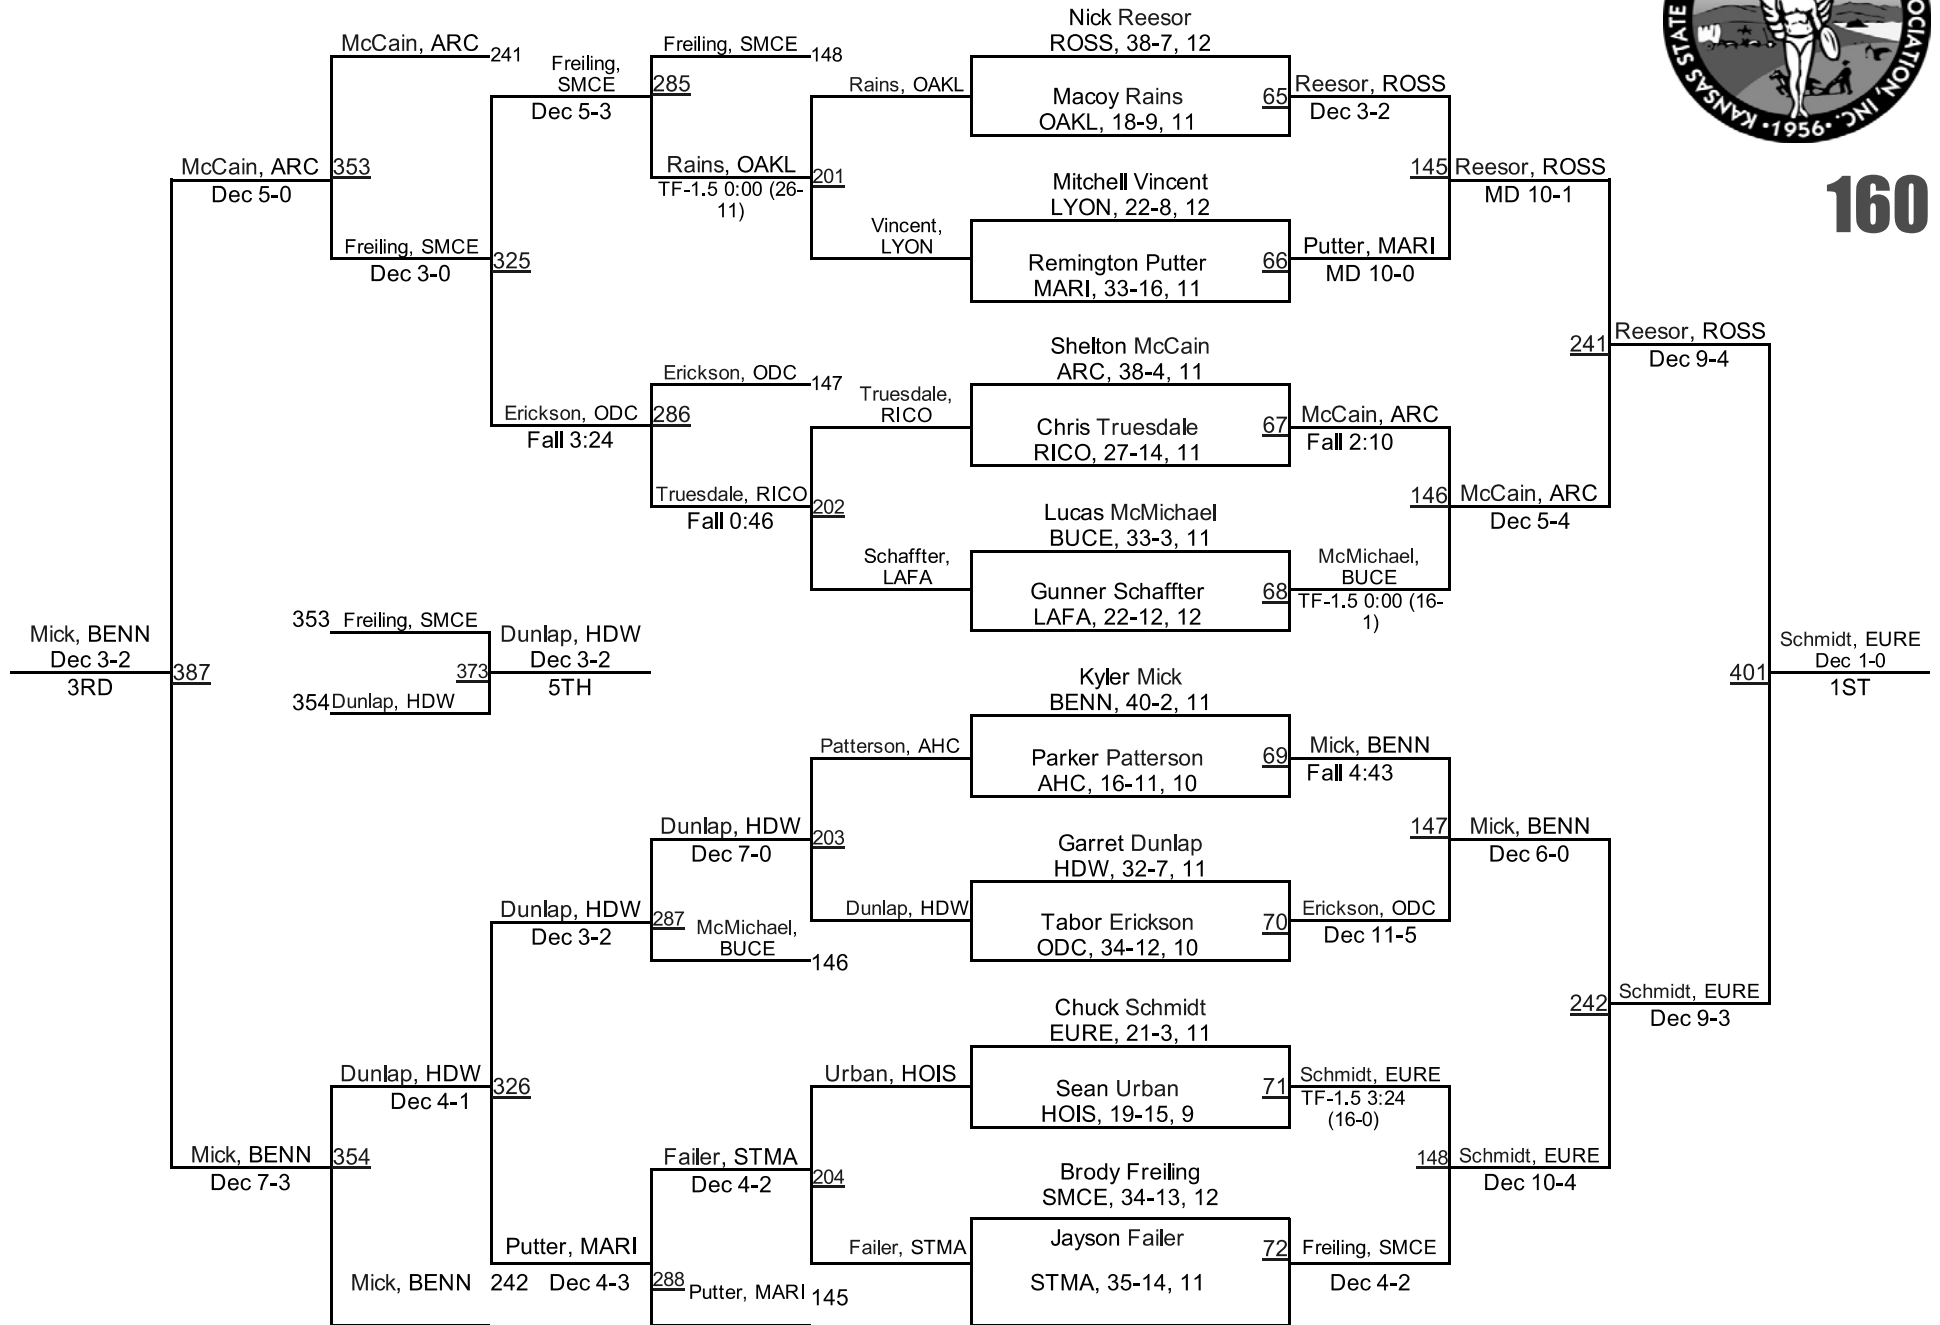 McCain, ARC
241
Freiling,
SMCE
285
Dec 5-3
Freiling, SMCE
148
Rains, OAKL
TF-1.5 0:00 (26-
11)
201
McCain, ARC
353
Dec 5-0
Freiling, SMCE
325
Dec 3-0
Erickson, ODC
147
Erickson, ODC
286
Fall 3:24
Truesdale, RICO
202
Fall 0:46
Rains, OAKL
Vincent,
LYON
Truesdale,
RICO
Schaffter,
LAFA
Nick Reesor
ROSS, 38-7, 12
Macoy Rains
65
OAKL, 18-9, 11
Mitchell Vincent
LYON, 22-8, 12
Remington Putter
66
MARI, 33-16, 11
Shelton McCain
ARC, 38-4, 11
Chris Truesdale
67
RICO, 27-14, 11
Lucas McMichael
BUCE, 33-3, 11
Gunner Schaffter
68
LAFA, 22-12, 12
Reesor, ROSS
Dec 3-2
145
Reesor, ROSS
MD 10-1
Putter, MARI
MD 10-0
241
Reesor, ROSS
Dec 9-4
McCain, ARC
Fall 2:10
146
McCain, ARC
Dec 5-4
McMichael,
BUCE
TF-1.5 0:00 (16-
1)
KANSAS STATE
OCIATION, INC.
•1956•
160
Mick, BENN
Dec 3-2
387
3RD
353 Freiling, SMCE
373
354 Dunlap, HDW
Dunlap, HDW
Dec 3-2
5TH
401
Schmidt, EURE
Dec 1-0
1ST
Kyler Mick
BENN, 40-2, 11
Patterson, AHC
Parker Patterson
69
AHC, 16-11, 10
Mick, BENN
Fall 4:43
Dunlap, HDW
203
Dec 7-0
Garret Dunlap
HDW, 32-7, 11
147
Mick, BENN
Dec 6-0
Dunlap, HDW
287
Dec 3-2
McMichael,
BUCE
146
Dunlap, HDW
Tabor Erickson
70
ODC, 34-12, 10
Erickson, ODC
Dec 11-5
242
Schmidt, EURE
Dec 9-3
Chuck Schmidt
EURE, 21-3, 11
Dunlap, HDW
326
Dec 4-1
Urban, HOIS
Sean Urban
71
HOIS, 19-15, 9
Schmidt, EURE
TF-1.5 3:24
(16-0)
Mick, BENN
354
Dec 7-3
Failer, STMA
204
Dec 4-2
Brody Freiling
SMCE, 34-13, 12
148
Schmidt, EURE
Dec 10-4
Putter, MARI
288
Dec 4-3
Failer, STMA
Jayson Failer
72
STMA, 35-14, 11
Freiling, SMCE
Dec 4-2
Mick, BENN
242
Putter, MARI
145